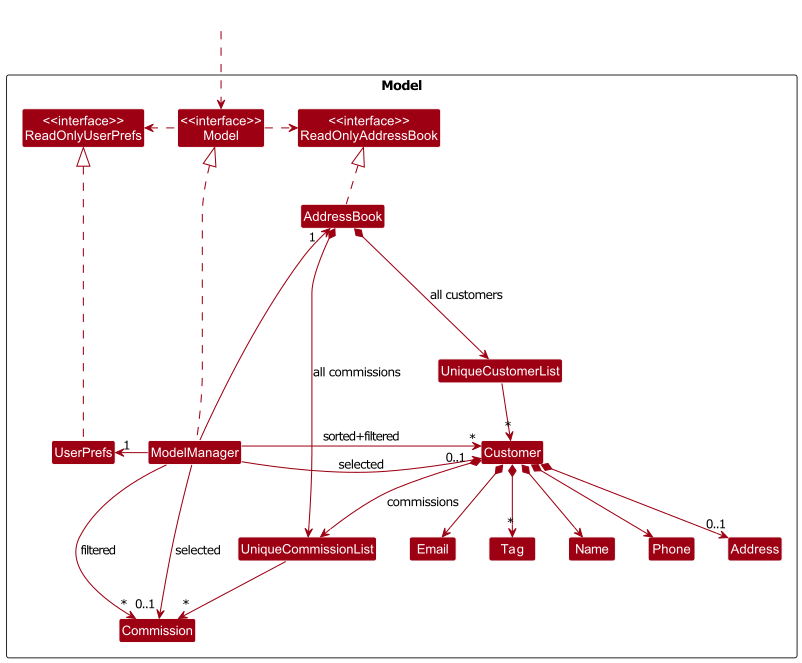 Model
<<interface>>
ReadOnlyUserPrefs
<<interface>>
Model
<<interface>>
ReadOnlyAddressBook
AddressBook
1
all customers
all commissions
UniqueCustomerList
*
sorted+filtered
*
UserPrefs
1
ModelManager
Customer
selected
0..1
commissions
filtered
selected
UniqueCommissionList
*
0..1
Email
Tag
Name
Phone
Address
*
0..1
*
Commission